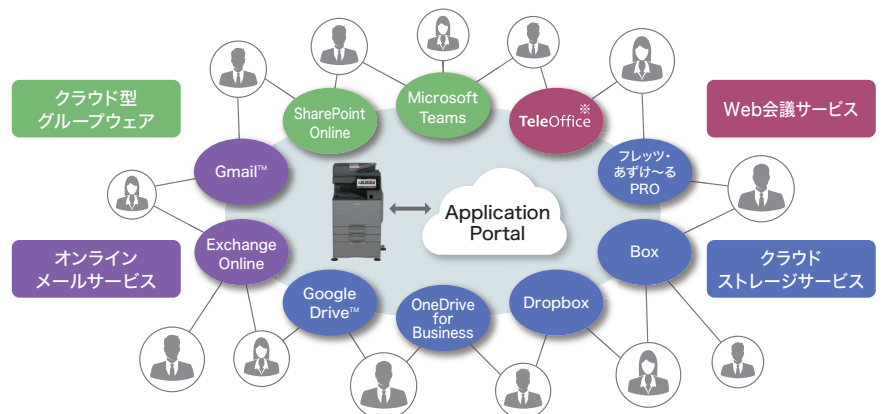 クラウド型
グループウェア
SharePoint
Online
Microsoft
Teams
※
TeleOffice
Web会議サービス
Gmail™
フレッツ・
あずけ〜る
PRO
Application
Portal
オンライン
メールサービス
Exchange
Online
Box
クラウド
ストレージサービス
Google
Drive™
OneDrive
for
Business
Dropbox